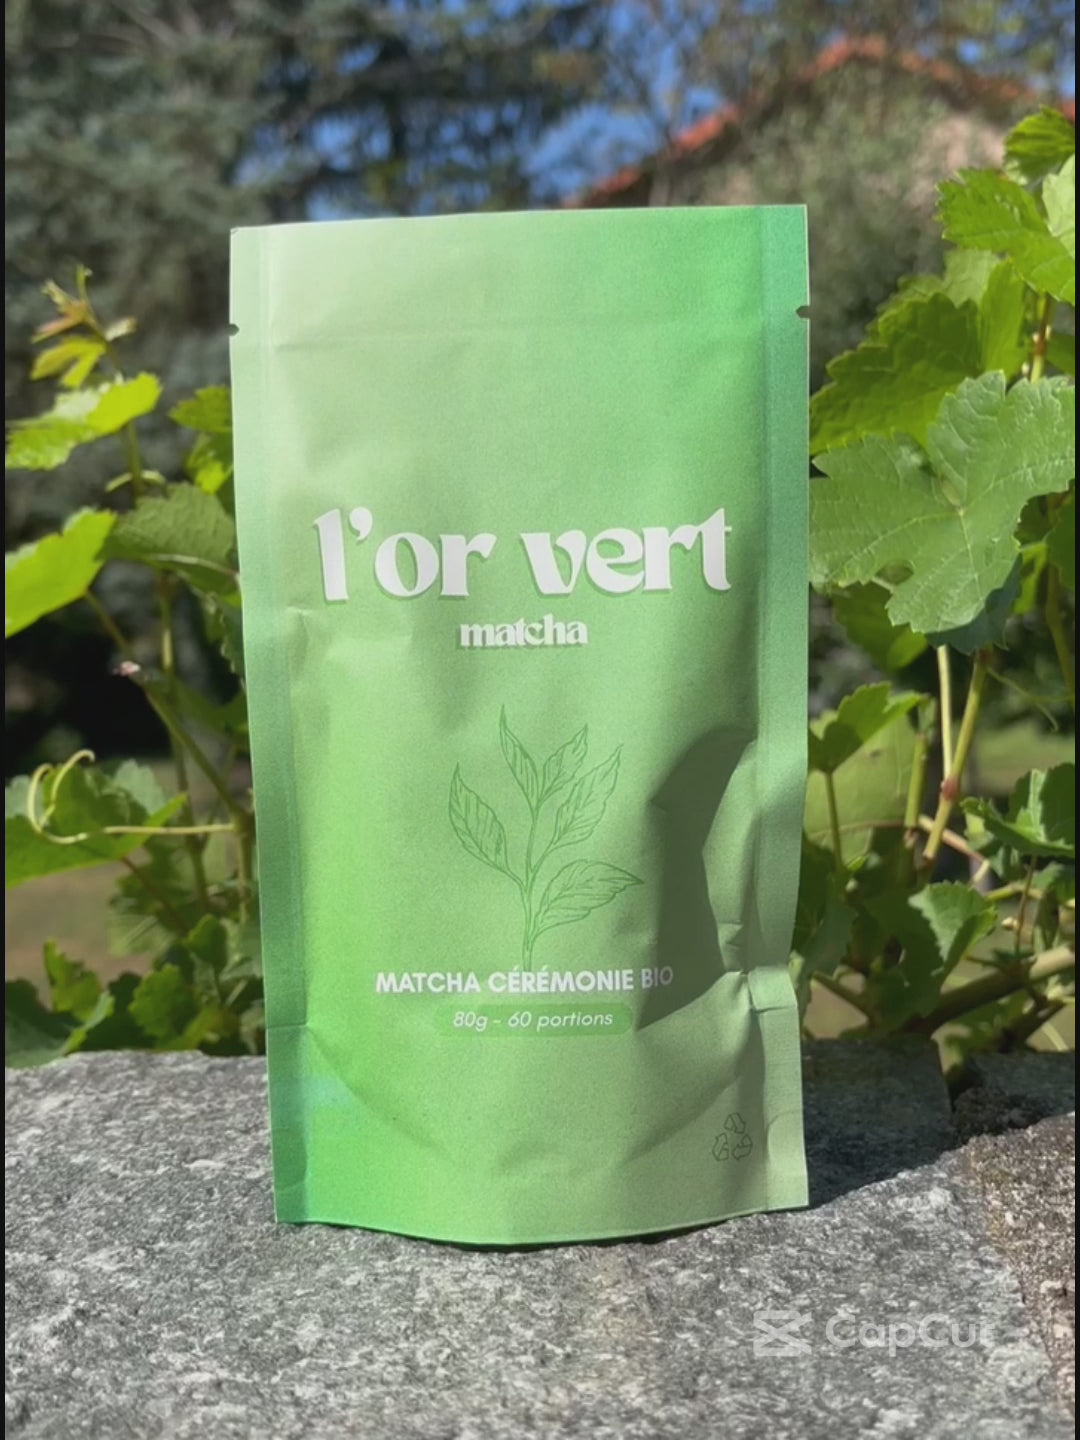 l'or vert
matcha
MATCHA CÉRÉMONIE BIO
80g - 60 portions
CapCut